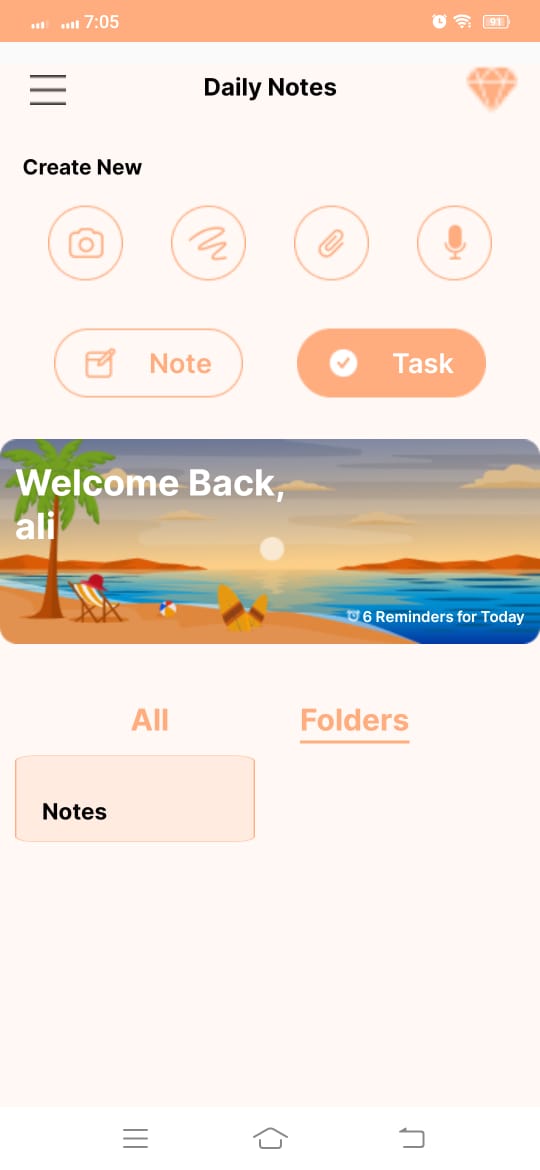 7:05
91
Daily Notes
Create New
Note
Task
Welcome Back,
ali
6 Reminders for Today
All
Folders
Notes